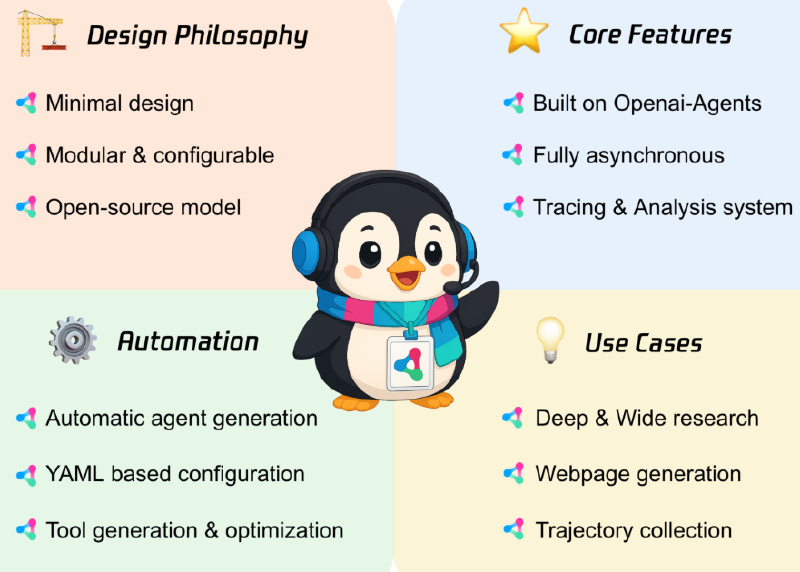 Design Philosophy
Minimal design
Modular & configurable
Open-source model
Core Features
Built on Openai-Agents
Fully asynchronous
Tracing & Analysis system
Automation
Automatic agent generation
YAML based configuration
Tool generation & optimization
Use Cases
Deep & Wide research
Webpage generation
Trajectory collection